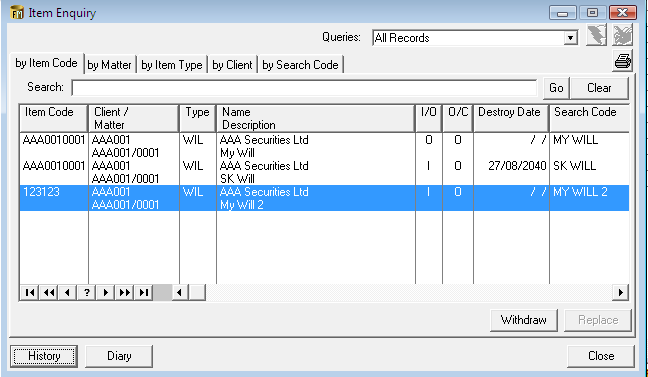 Item Enquiry
Queries: All Records
by Item Code by Matter by Item Type by Client by Search Code
Search: Go Clear
Item Code Client / Type Name I/O O/C Destroy Date Search Code
Matter Description
AAA0010001 AAA001 WIL AAA Securities Ltd O O / / MY WILL
AAA001/0001 My Will
AAA0010001 AAA001 WIL AAA Securities Ltd I O 27/08/2040 SK WILL
AAA001/0001 SK Will
123123 AAA001 WIL AAA Securities Ltd I O / / MY WILL 2
AAA001/0001 My Will 2
?
Withdraw Replace
History Diary Close